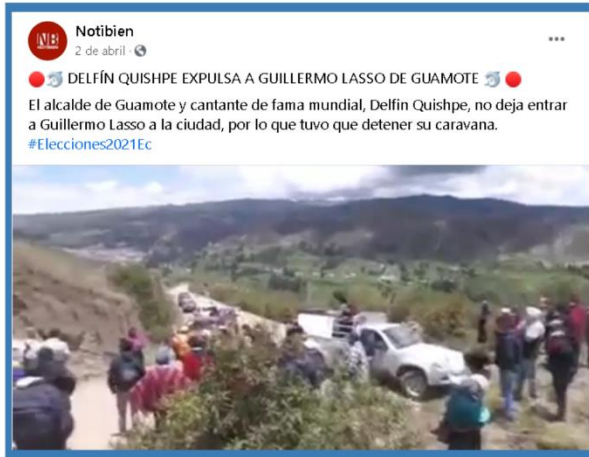 NB
Notibien
2 de abril ·
DELFÍN QUISHPE EXPULSA A GUILLERMO LASSO DE GUAMOTE
El alcalde de Guamote y cantante de fama mundial, Delfin Quishpe, no deja entrar
a Guillermo Lasso a la ciudad, por lo que tuvo que detener su caravana.
#Elecciones2021Ec